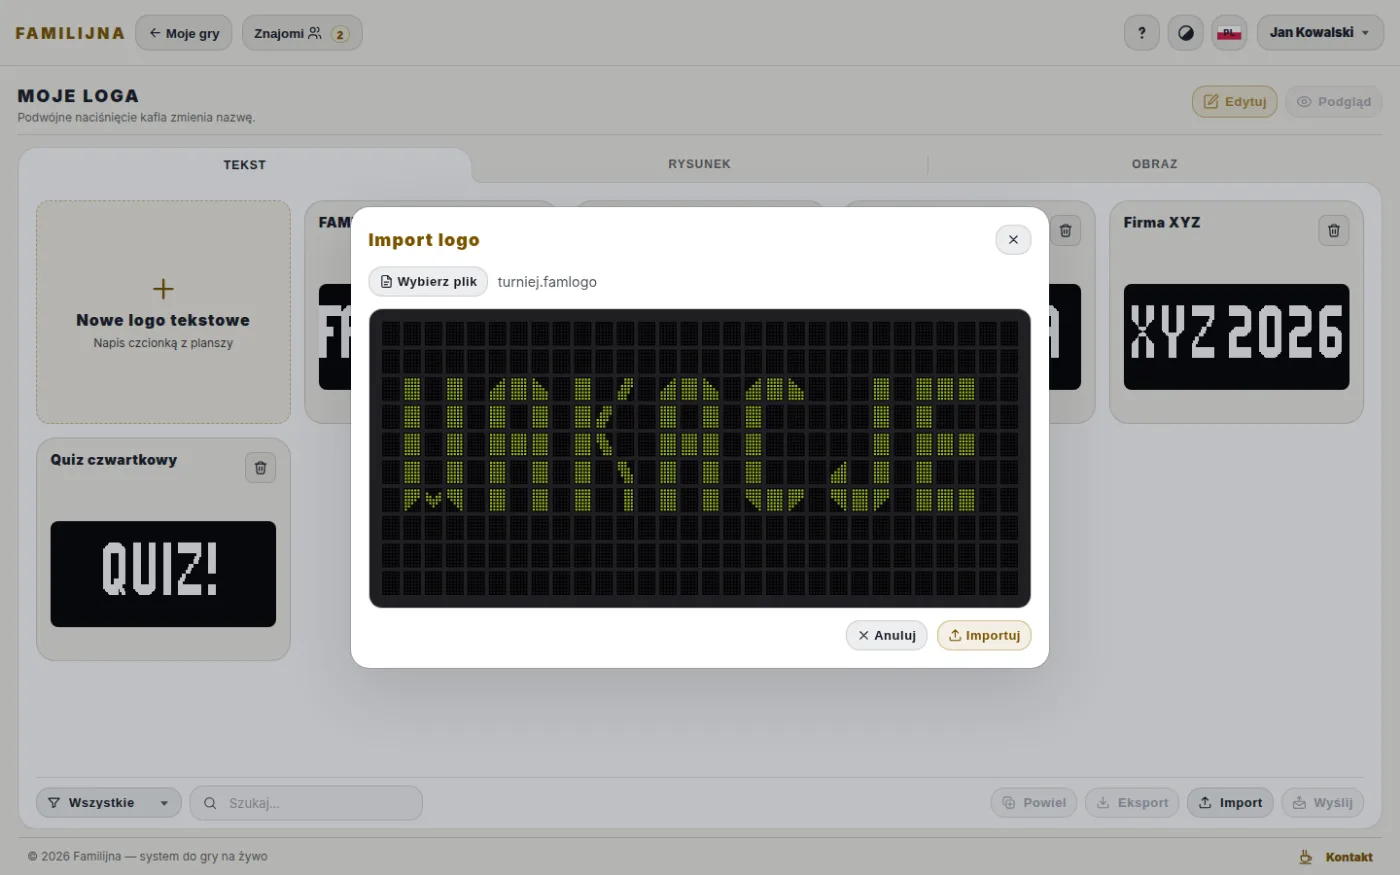 FAMILIJNA
Moje gry
Znajomi 2
?
PL
Jan Kowalski
MOJE LOGA
Podwójne naciśnięcie kafla zmienia nazwę.
Edytuj
Podgląd
TEKST
RYSUNEK
OBRAZ
Nowe logo tekstowe
Napis czcionką z planszy
FAM
Firma XYZ
XYZ 2026
Quiz czwartkowy
QUIZ!
Import logo
Wybierz plik
turniej.famlogo
WAKACJE
Anuluj
Importuj
Wszystkie
Szukaj...
Powiel
Eksport
Import
Wyślij
© 2026 Familijna — system do gry na żywo
Kontakt